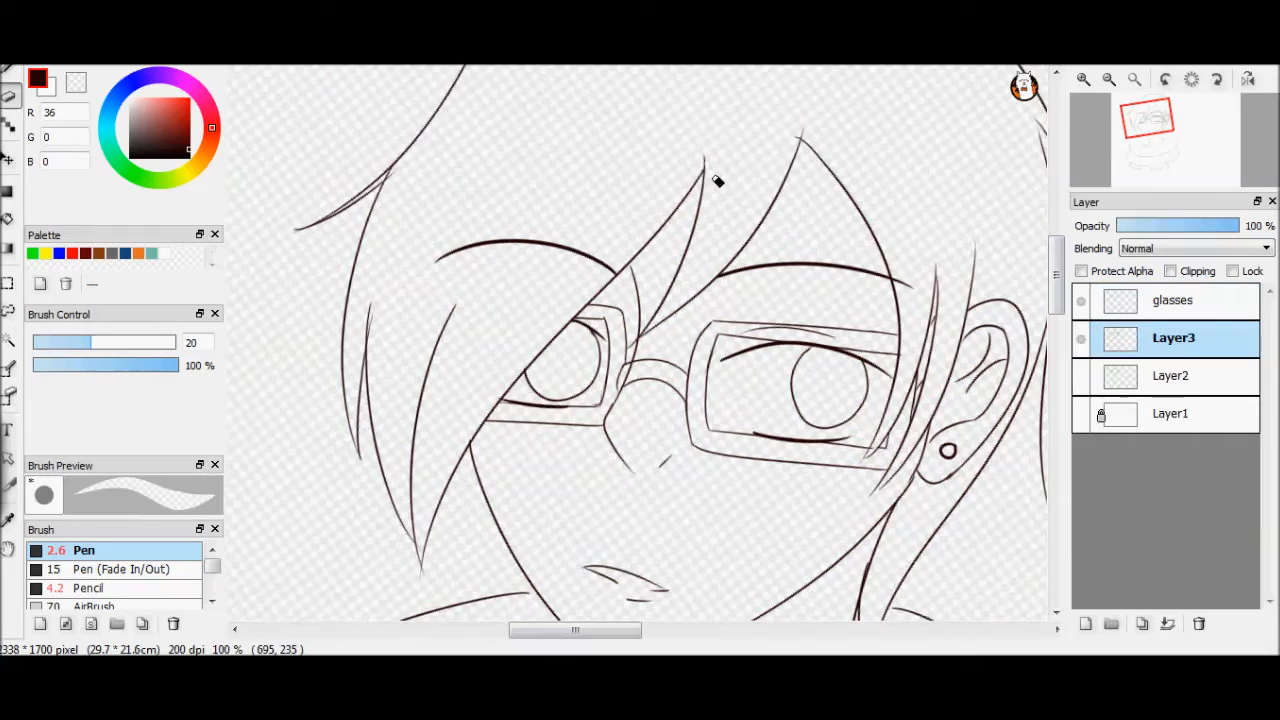 R 36
G 0
B 0
Palette
Brush Control
20
100 %
Brush Preview
*
Brush
2.6 Pen
15 Pen (Fade In/Out)
4.2 Pencil
70 AirBrush
2338 * 1700 pixel (29.7 * 21.6cm) 200 dpi 100 % ( 695, 235 )
T
Layer
Opacity 100 %
Blending Normal
Protect Alpha Clipping Lock
glasses
Layer3
Layer2
Layer1